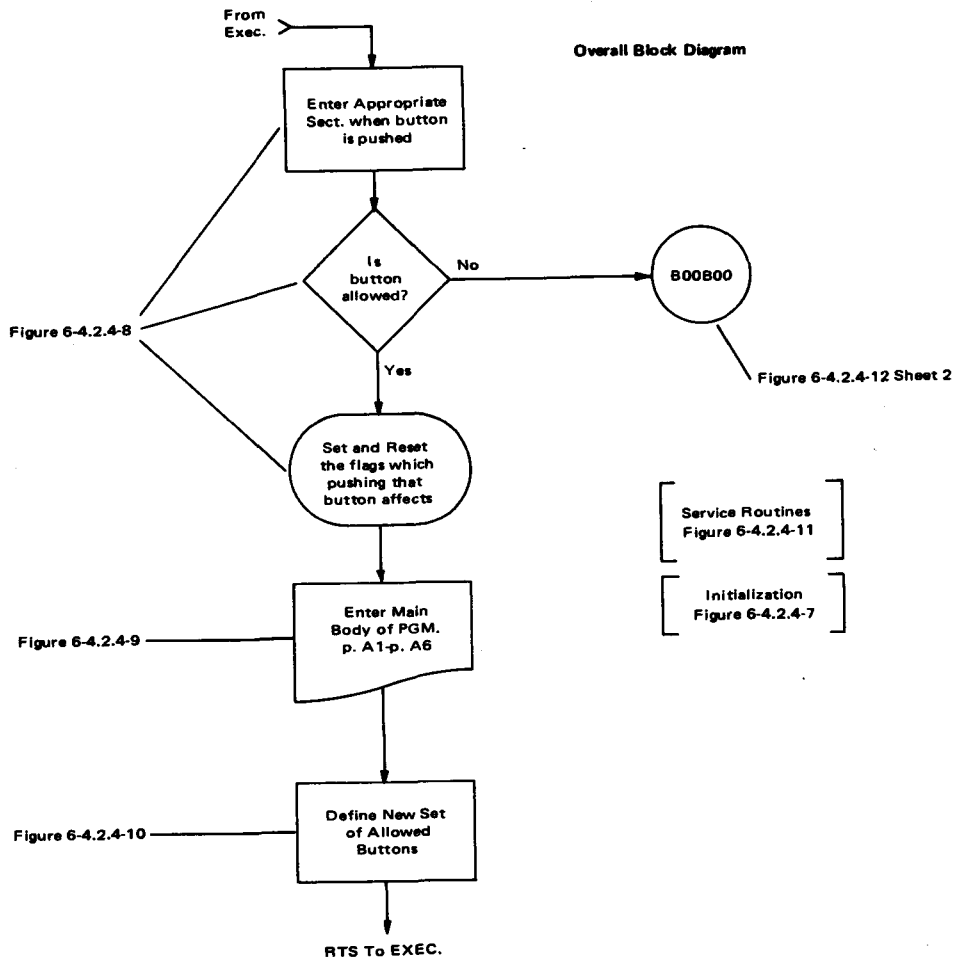 From
Exec.
Overall Block Diagram
Enter Appropriate
Sect. when button
is pushed
Is
button
allowed?
No
B00B00
Figure 6-4.2.4-8
Yes
Figure 6-4.2.4-12 Sheet 2
Set and Reset
the flags which
pushing that
button affects
Service Routines
Figure 6-4.2.4-11
Initialization
Figure 6-4.2.4-7
Enter Main
Body of PGM.
p. A1-p. A6
Figure 6-4.2.4-9
Define New Set
of Allowed
Buttons
Figure 6-4.2.4-10
RTS To EXEC.